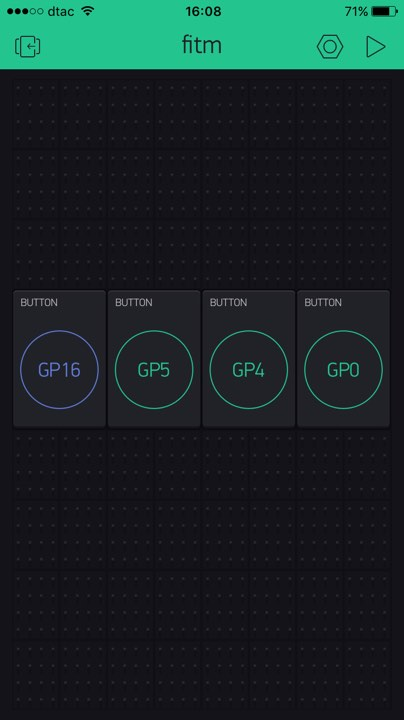 dtac 16:08 71%
fitm
BUTTON BUTTON BUTTON BUTTON
GP16 GP5 GP4 GP0